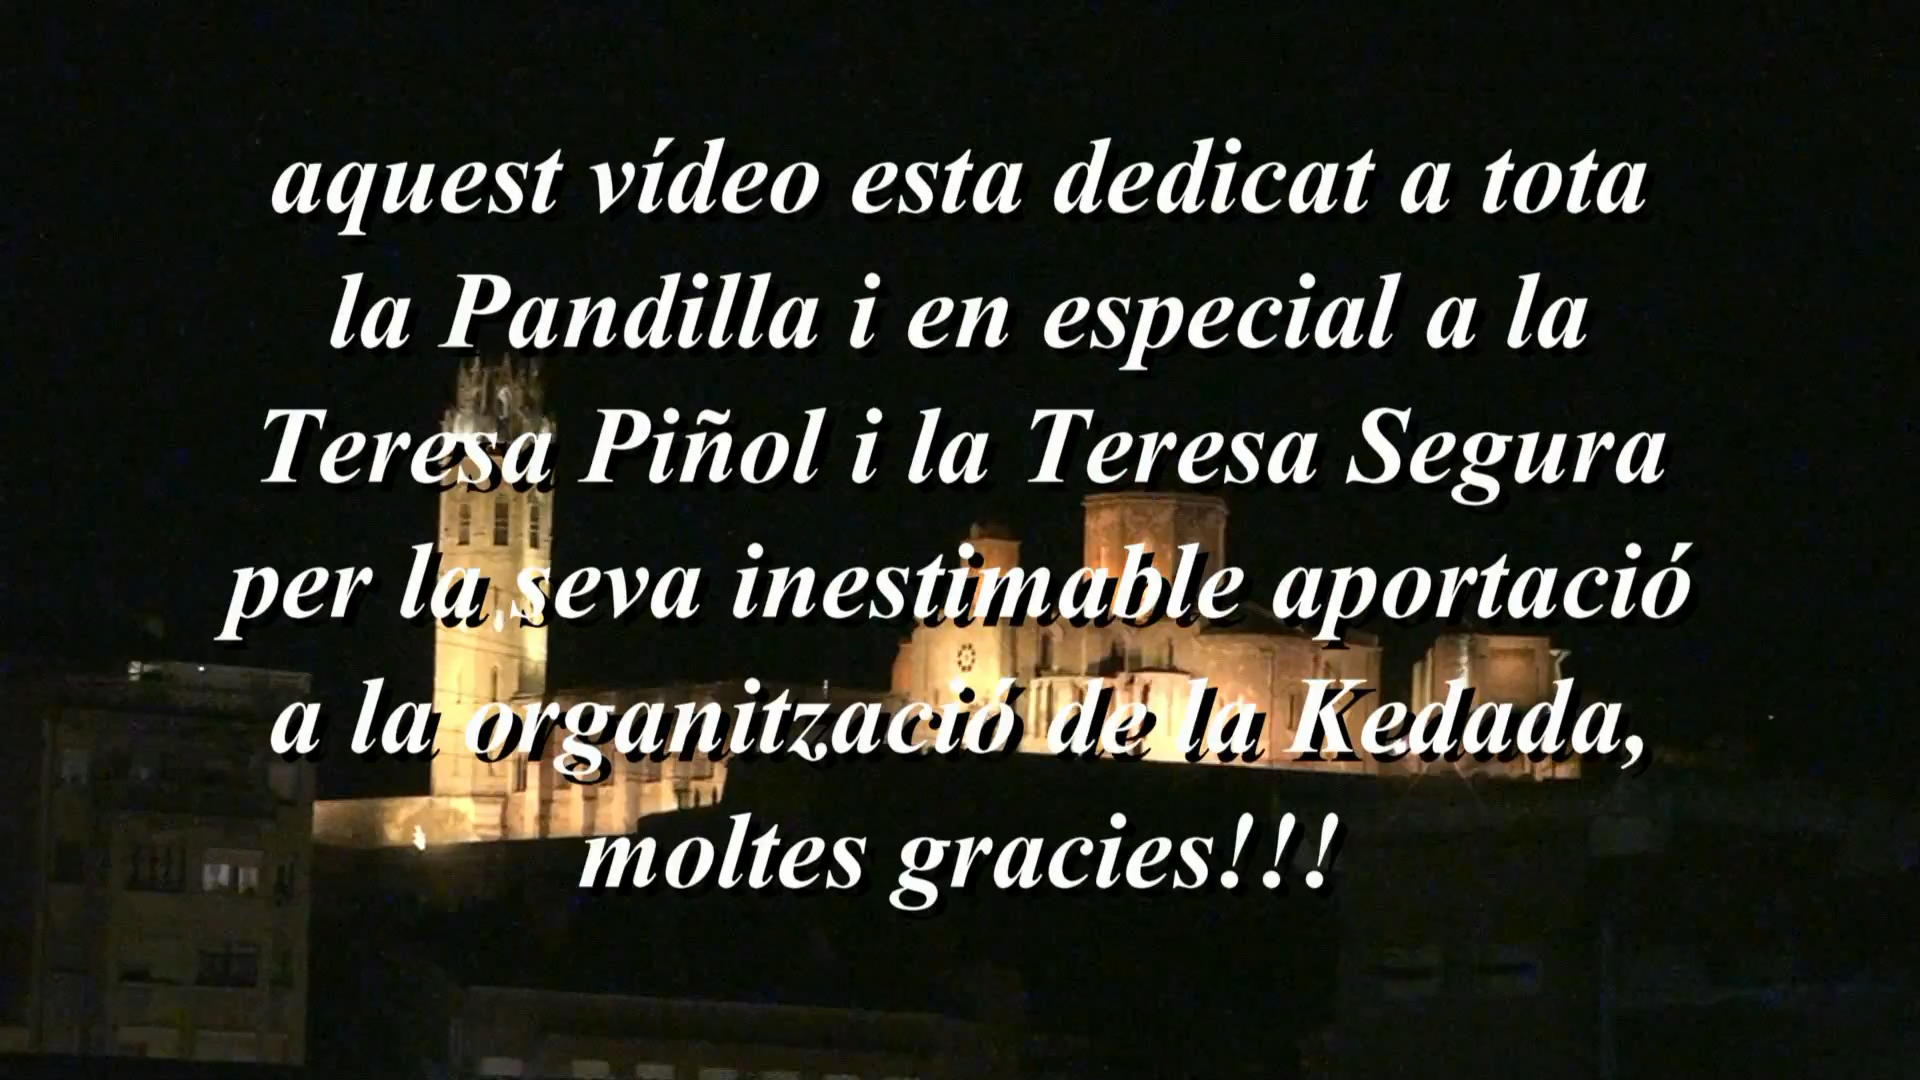 aquest vídeo esta dedicat a tota
la Pandilla i en especial a la
Teresa Piñol i la Teresa Segura
per la seva inestimable aportació
a la organització de la Kedada,
moltes gracies!!!